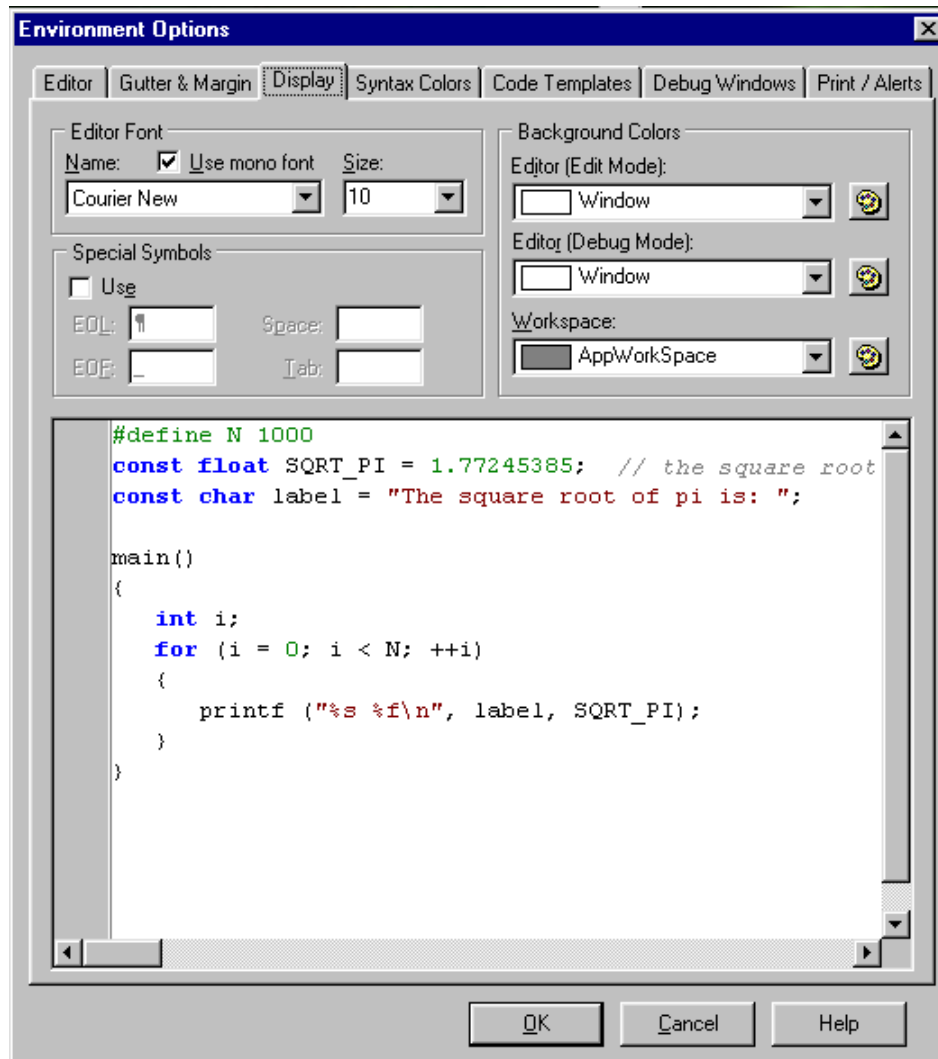 Environment Options
Editor Gutter & Margin Display Syntax Colors Code Templates Debug Windows Print / Alerts
Editor Font
Name: Use mono font Size:
Courier New 10
Special Symbols
Use
EOL: ¶ Space:
EOF: _ Tab:
Background Colors
Editor (Edit Mode):
Window
Editor (Debug Mode):
Window
Workspace:
AppWorkSpace
#define N 1000
const float SQRT_PI = 1.77245385;  // the square root
const char label = "The square root of pi is: ";
main()
{
   int i;
   for (i = 0; i < N; ++i)
   {
      printf ("%s %f\n", label, SQRT_PI);
   }
}
OK Cancel Help